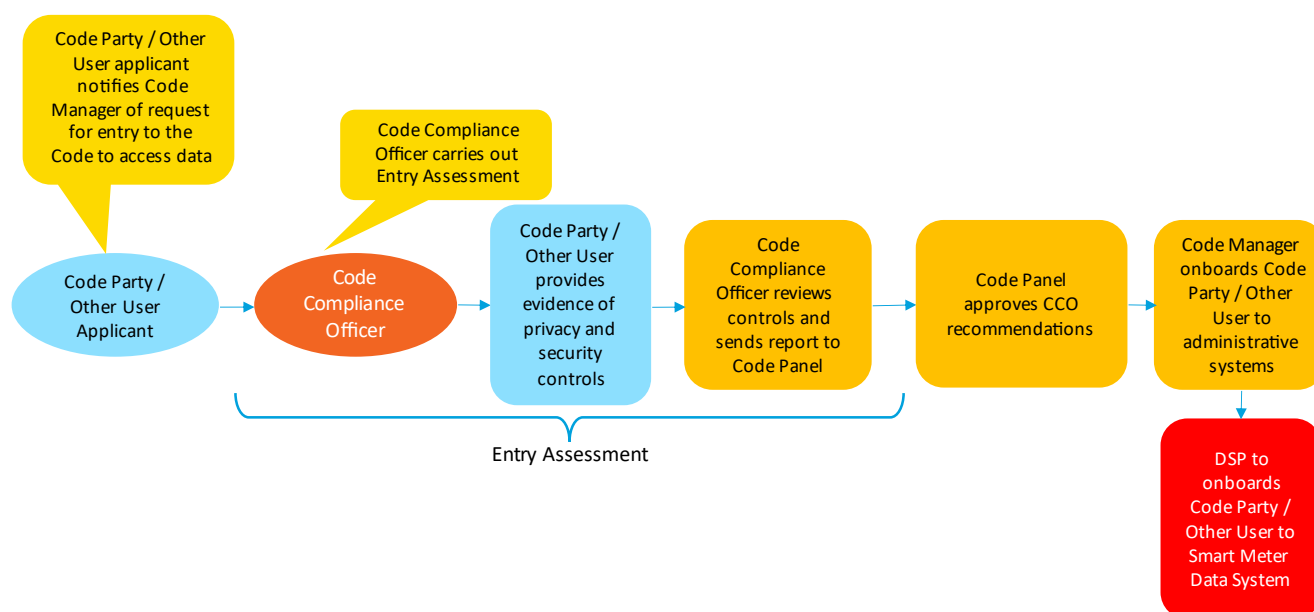 Code Party / Other
User applicant
notifies Code
Manager of request
for entry to the
Code to access data
Code Compliance
Officer carries out
Entry Assessment
Code Party /
Other User
Applicant
Code
Compliance
Officer
Code Party /
Other User
provides
evidence of
privacy and
security
controls
Code
Compliance
Officer reviews
controls and
sends report to
Code Panel
Code Panel
approves CCO
recommendations
Code Manager
onboards Code
Party / Other
User to
administrative
systems
Entry Assessment
DSP to
onboards
Code Party /
Other User to
Smart Meter
Data System